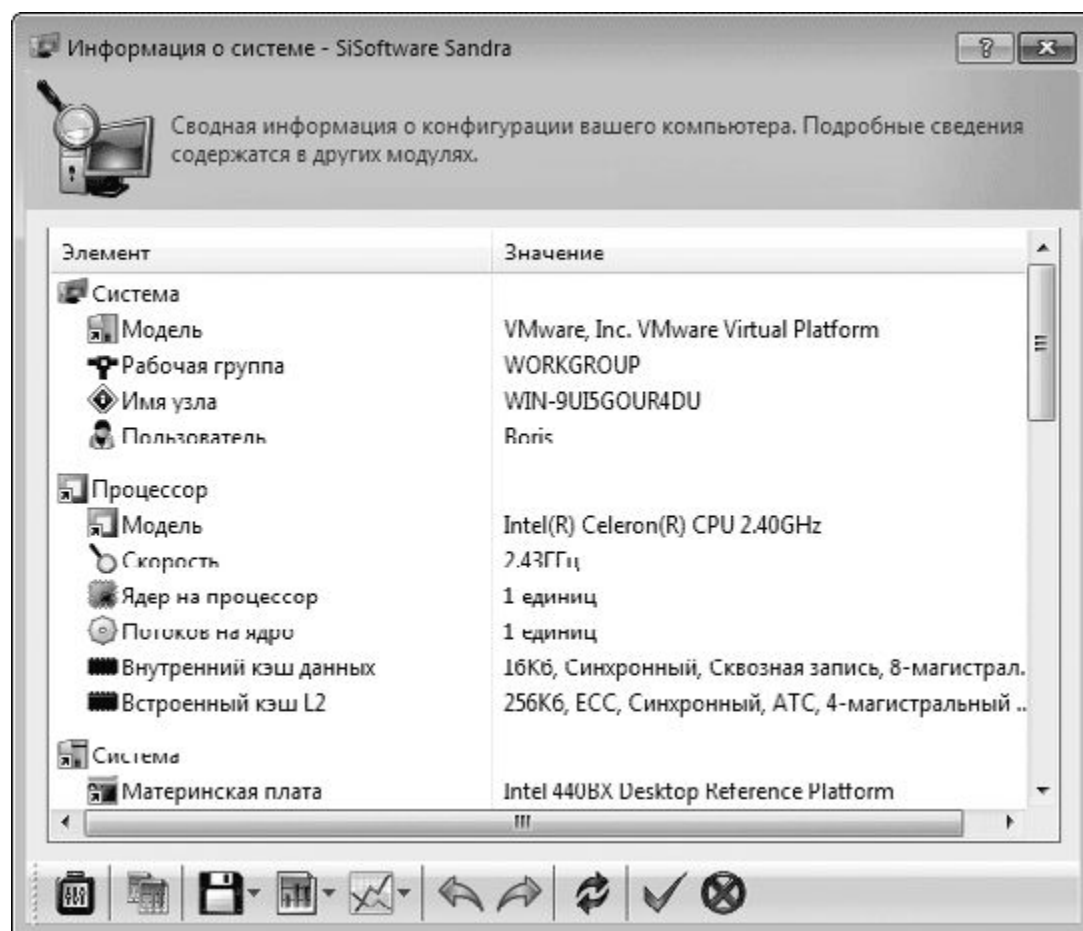 Информация о системе - SiSoftware Sandra
Сводная информация о конфигурации вашего компьютера. Подробные сведения
содержатся в других модулях.
Элемент Значение
Система
Модель VMware, Inc. VMware Virtual Platform
Рабочая группа WORKGROUP
Имя узла WIN-9UI5GOUR4DU
Пользователь Boris
Процессор
Модель Intel(R) Celeron(R) CPU 2.40GHz
Скорость 2.43ГГц
Ядер на процессор 1 единиц
Потоков на ядро 1 единиц
Внутренний кэш данных 16Кб, Синхронный, Сквозная запись, 8-магистрал.
Встроенный кэш L2 256Кб, ECC, Синхронный, ATC, 4-магистральный ..
Система
Материнская плата Intel 440BX Desktop Reference Platform